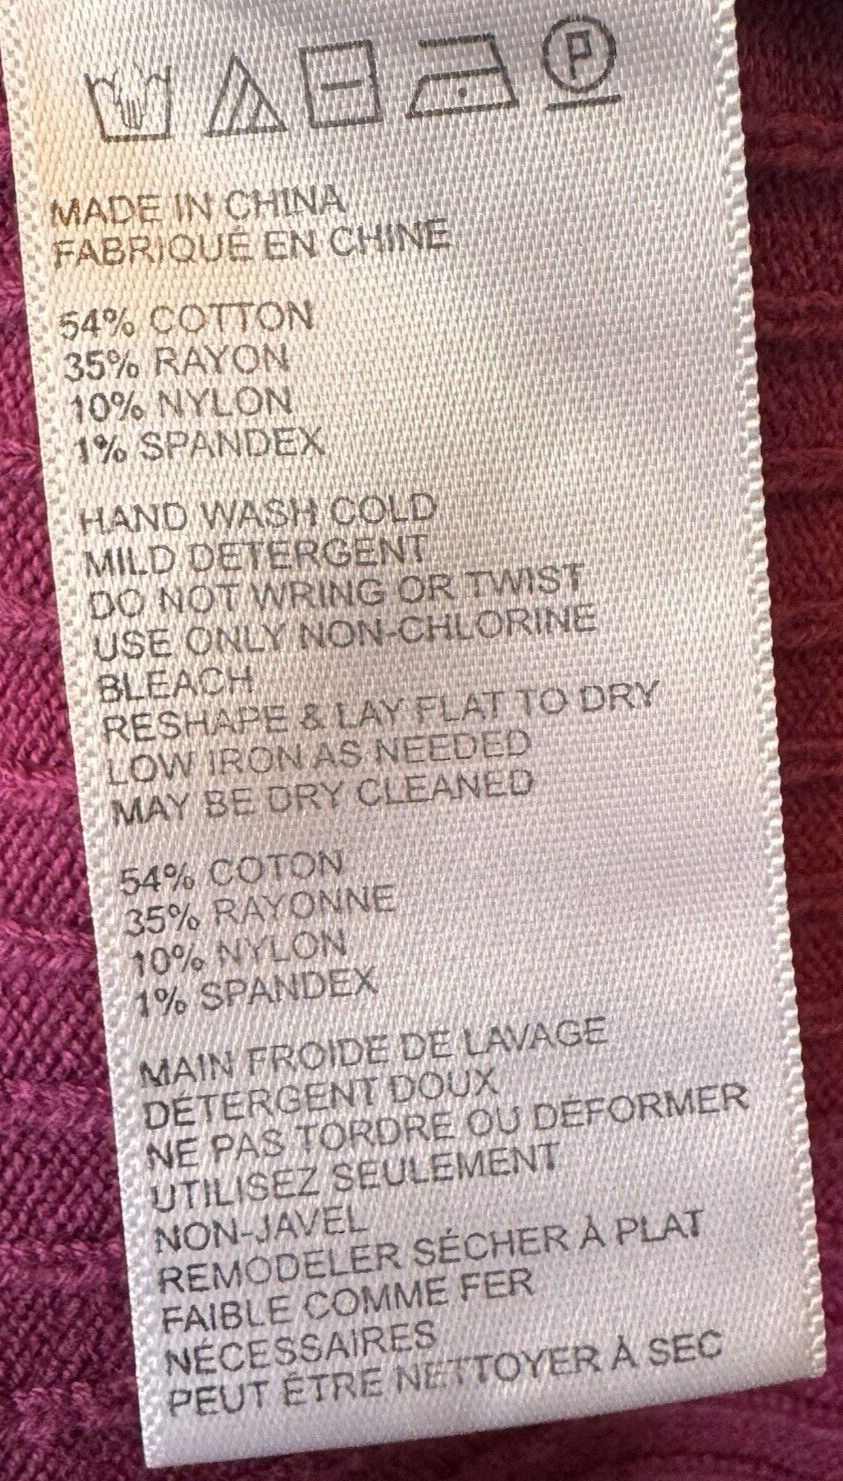 P
MADE IN CHINA
FABRIQUÉ EN CHINE
54% COTTON
35% RAYON
10% NYLON
1% SPANDEX
HAND WASH COLD
MILD DETERGENT
DO NOT WRING OR TWIST
USE ONLY NON-CHLORINE
BLEACH
RESHAPE & LAY FLAT TO DRY
LOW IRON AS NEEDED
MAY BE DRY CLEANED
54% COTON
35% RAYONNE
10% NYLON
1% SPANDEX
MAIN FROIDE DE LAVAGE
DÉTERGENT DOUX
NE PAS TORDRE OU DÉFORMER
UTILISEZ SEULEMENT
NON-JAVEL
REMODELER SÉCHER À PLAT
FAIBLE COMME FER
NÉCESSAIRES
PEUT ÉTRE NETTOYER À SEC